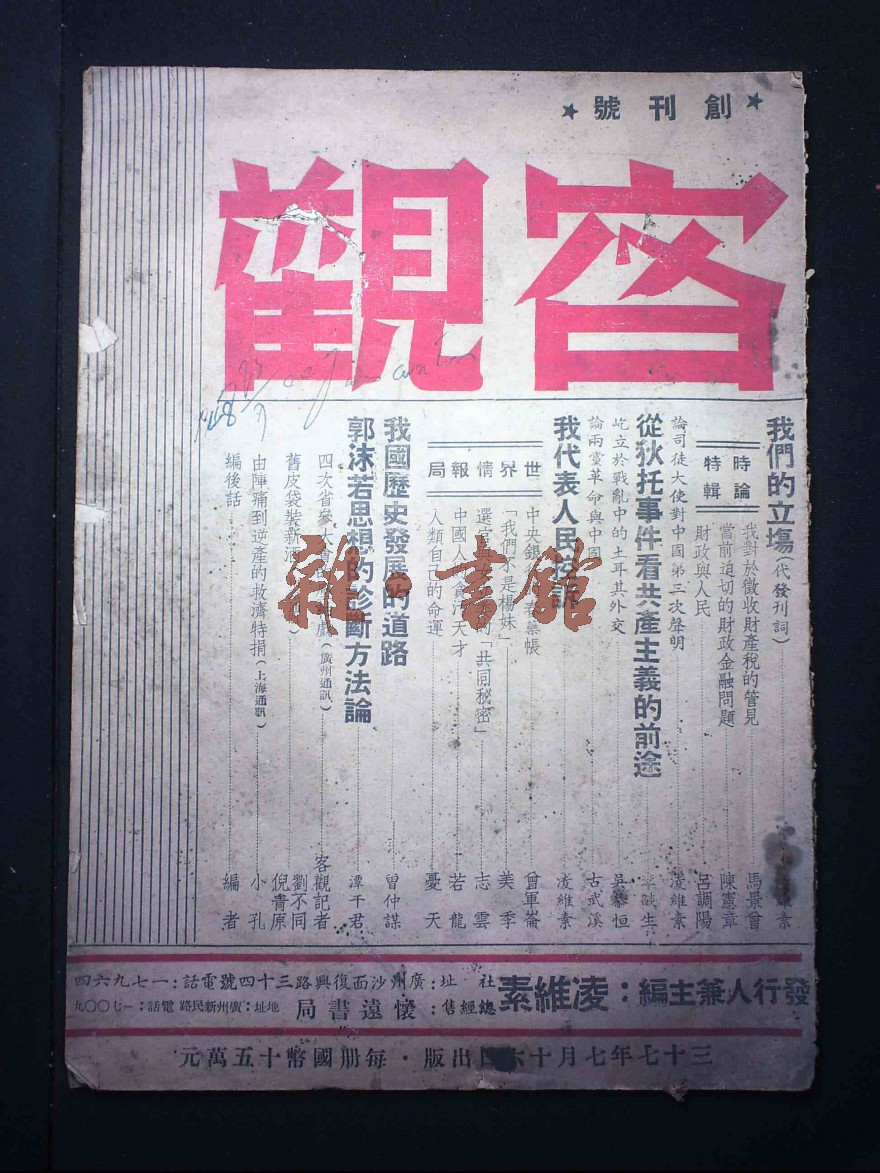 ★創刊號★
客觀
我們的立場(代發刊詞)
時論特輯
我對於徵收財產稅的管見 馬景曾
當前迫切的財政金融問題 陳憲章
財政與人民 呂調陽
論司徒大使對中國第三次聲明 凌維素
從狄托事件看共產主義的前途
屹立於戰亂中的土耳其外交
論兩黨革命與中國 古武溪
我代表人民控訴 凌維素
世界情報局
中央銀行 藥帳 曾軍崙
「我們不是楊妹」 美季
選 「共同秘密」 志雲
中國人 天才 若龍
人類自己的命運 憂天
我國歷史發展的道路 曾仲謀
郭沫若思想的診斷方法論 潭千君
四次省參大 (廣州通訊) 客觀記者
舊皮袋裝新酒 劉不同 倪青原
由陣痛到逆產的救濟特捐(上海通訊) 小孔
編後話 編者
發行人兼主編:凌維素
社址:廣州沙面復興路三十四號電話:一七九六四
總經售:懷遠書局 地址:廣州新民路 電話:一七〇〇九
三十七年七月十六日出版·每册國幣十五萬元
雜·書館